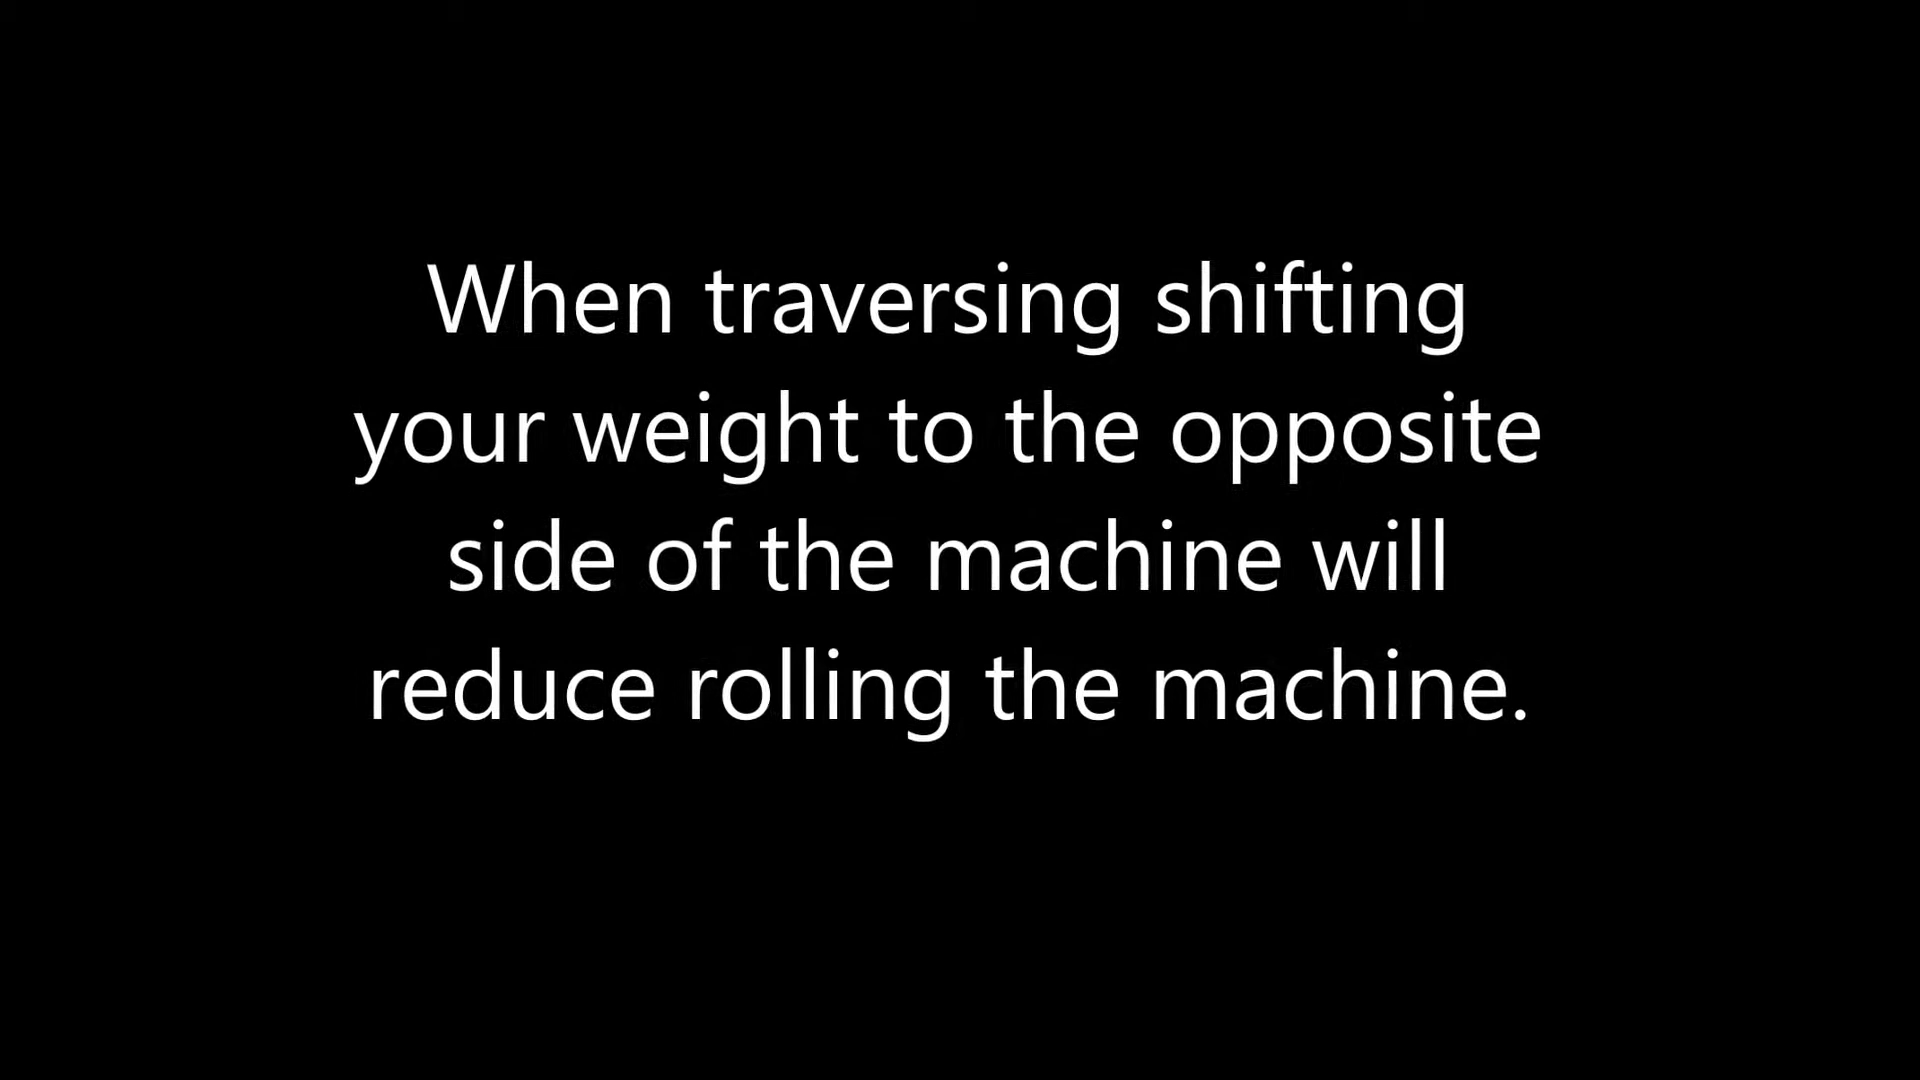 When traversing shifting
your weight to the opposite
side of the machine will
reduce rolling the machine.